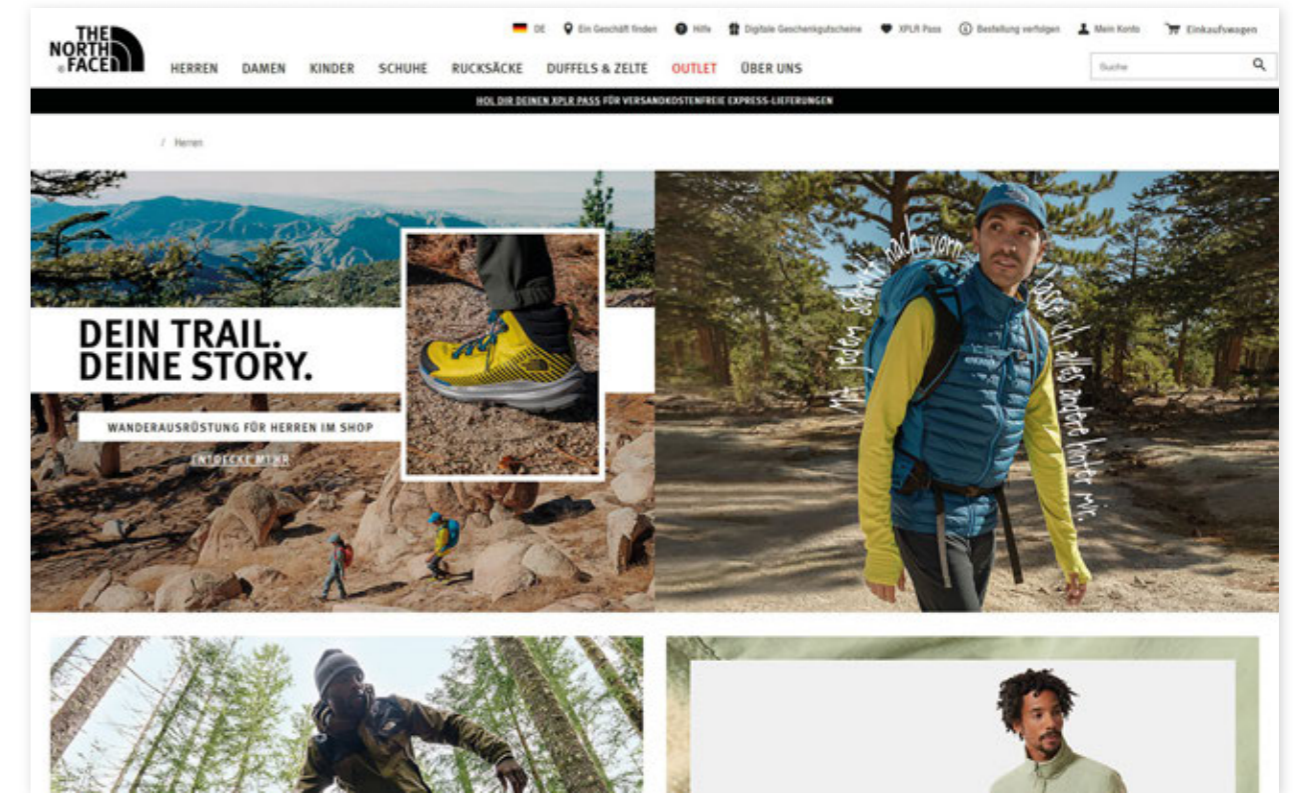 THE
NORTH
FACE
DE Ein Geschäft finden Hilfe Digitale Geschenkgutscheine XPLR Pass Bestellung verfolgen Mein Konto Einkaufswagen
HERREN DAMEN KINDER SCHUHE RUCKSÄCKE DUFFELS & ZELTE OUTLET ÜBER UNS
Suche
HOL DIR DEINEN XPLR PASS FÜR VERSANDKOSTENFREIE EXPRESS-LIEFERUNGEN
/ Herren
DEIN TRAIL.
DEINE STORY.
WANDERAUSRÜSTUNG FÜR HERREN IM SHOP
ENTDECKE MEHR
Mit jedem Schritt nach vorn
lasse ich alles andere hinter mir.